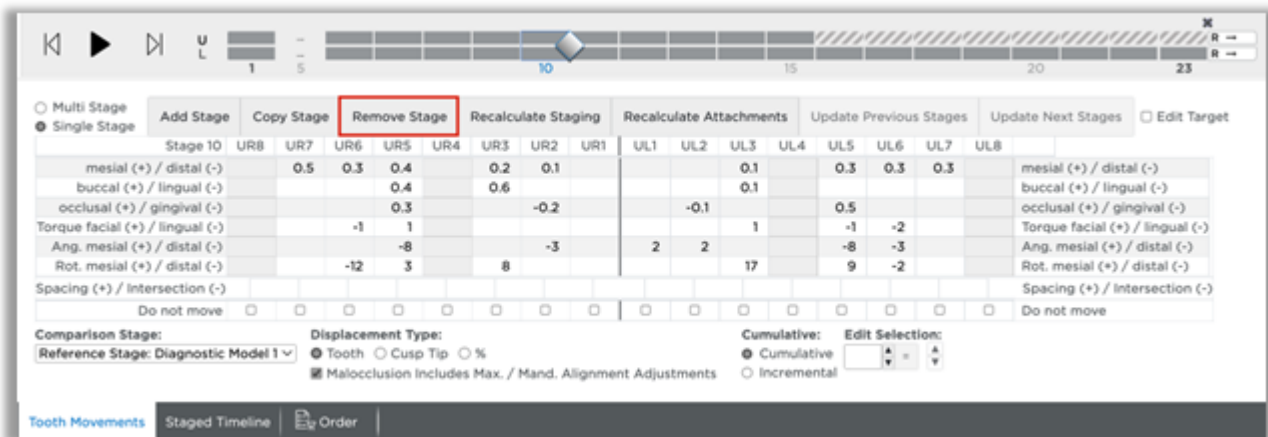 U
L
-- R →
-- R →
1 5 10 15 20 23
Multi Stage
Single Stage
Add Stage Copy Stage Remove Stage Recalculate Staging Recalculate Attachments Update Previous Stages Update Next Stages Edit Target
Stage 10 UR8 UR7 UR6 UR5 UR4 UR3 UR2 UR1 UL1 UL2 UL3 UL4 UL5 UL6 UL7 UL8
mesial (+) / distal (-) 0.5 0.3 0.4 0.2 0.1 0.1 0.3 0.3 0.3 mesial (+) / distal (-)
buccal (+) / lingual (-) 0.4 0.6 0.1 buccal (+) / lingual (-)
occlusal (+) / gingival (-) 0.3 -0.2 -0.1 0.5 occlusal (+) / gingival (-)
Torque facial (+) / lingual (-) -1 1 1 -1 -2 Torque facial (+) / lingual (-)
Ang. mesial (+) / distal (-) -8 -3 2 2 -8 -3 Ang. mesial (+) / distal (-)
Rot. mesial (+) / distal (-) -12 3 8 17 9 -2 Rot. mesial (+) / distal (-)
Spacing (+) / Intersection (-) Spacing (+) / Intersection (-)
Do not move Do not move
Comparison Stage: Displacement Type: Cumulative: Edit Selection:
Reference Stage: Diagnostic Model 1 Tooth Cusp Tip % Cumulative =
Malocclusion Includes Max. / Mand. Alignment Adjustments Incremental
Tooth Movements Staged Timeline Order